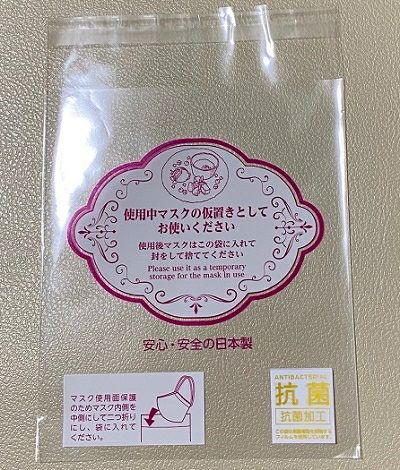 使用中マスクの仮置きとして
お使いください
使用後マスクはこの袋に入れて
封をして捨ててください
Please use it as a temporary
storage for the mask in use
安心・安全の日本製
マスク使用面保護
のためマスク内側を
中側にして二つ折り
にし、袋に入れて
ください。
ANTIBACTERIAL
抗菌
抗菌加工